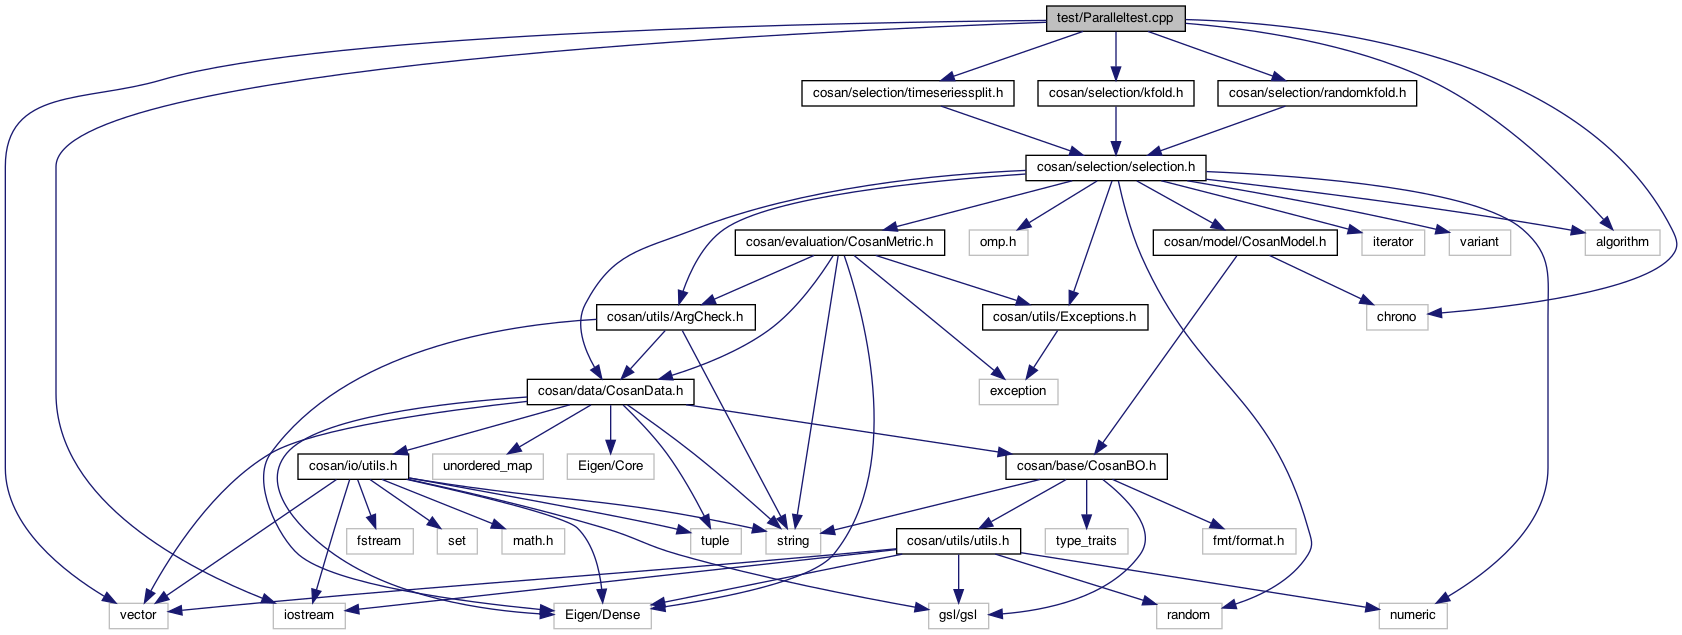 test/Paralleltest.cpp
cosan/selection/timeseriessplit.h
cosan/selection/kfold.h
cosan/selection/randomkfold.h
cosan/selection/selection.h
cosan/evaluation/CosanMetric.h
omp.h
cosan/model/CosanModel.h
iterator
variant
algorithm
cosan/utils/ArgCheck.h
cosan/utils/Exceptions.h
chrono
cosan/data/CosanData.h
exception
cosan/io/utils.h
unordered_map
Eigen/Core
cosan/base/CosanBO.h
fstream
set
math.h
tuple
string
cosan/utils/utils.h
type_traits
fmt/format.h
vector
iostream
Eigen/Dense
gsl/gsl
random
numeric